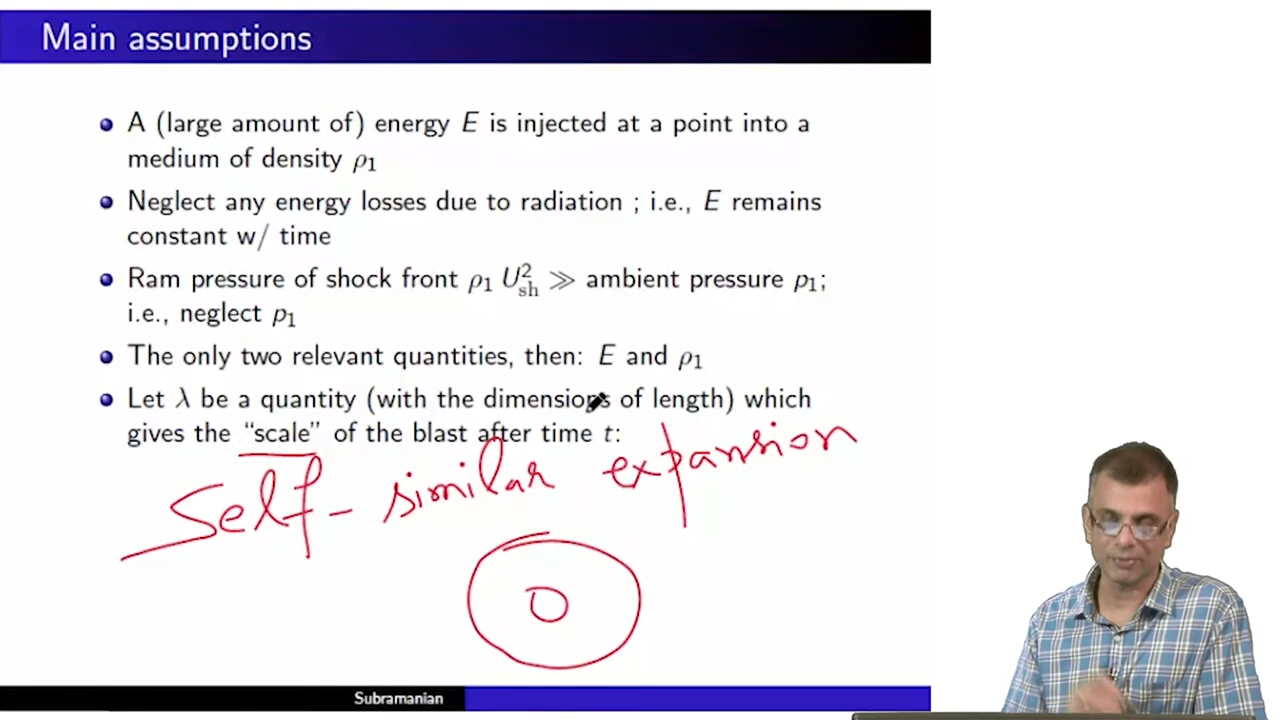 Main assumptions
A (large amount of) energy E is injected at a point into a
medium of density ρ₁
Neglect any energy losses due to radiation ; i.e., E remains
constant w/ time
Ram pressure of shock front ρ₁ U²sh ≫ ambient pressure p₁;
i.e., neglect p₁
The only two relevant quantities, then: E and ρ₁
Let λ be a quantity (with the dimensions of length) which
gives the “scale” of the blast after time t:
Self-similar expansion
Subramanian